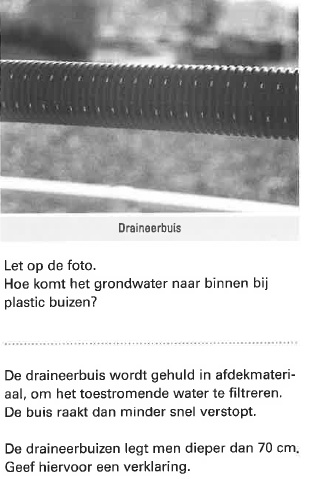 Draineerbuis
Let op de foto.
Hoe komt het grondwater naar binnen bij
plastic buizen?
De draineerbuis wordt gehuld in afdekmateri-
aal, om het toestromende water te filtreren.
De buis raakt dan minder snel verstopt.
De draineerbuizen legt men dieper dan 70 cm.
Geef hiervoor een verklaring.